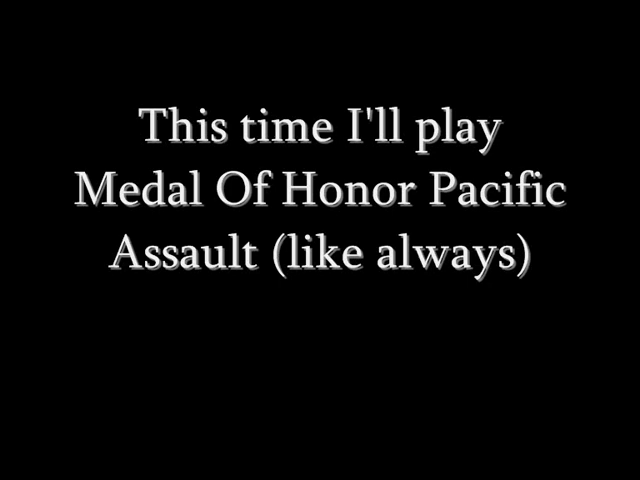 This time I'll play
Medal Of Honor Pacific
Assault (like always)